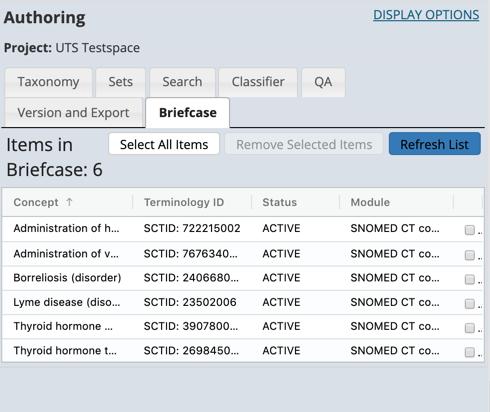 Authoring
DISPLAY OPTIONS
Project: UTS Testspace
Taxonomy Sets Search Classifier QA
Version and Export Briefcase
Items in Briefcase: 6 Select All Items Remove Selected Items Refresh List
Concept ↑ Terminology ID Status Module
Administration of h... SCTID: 722215002 ACTIVE SNOMED CT co... ..
Administration of v... SCTID: 7676340... ACTIVE SNOMED CT co... ..
Borreliosis (disorder) SCTID: 2406680... ACTIVE SNOMED CT co... ..
Lyme disease (diso... SCTID: 23502006 ACTIVE SNOMED CT co... ..
Thyroid hormone ... SCTID: 3907800... ACTIVE SNOMED CT co... ..
Thyroid hormone t... SCTID: 2698450... ACTIVE SNOMED CT co... ..